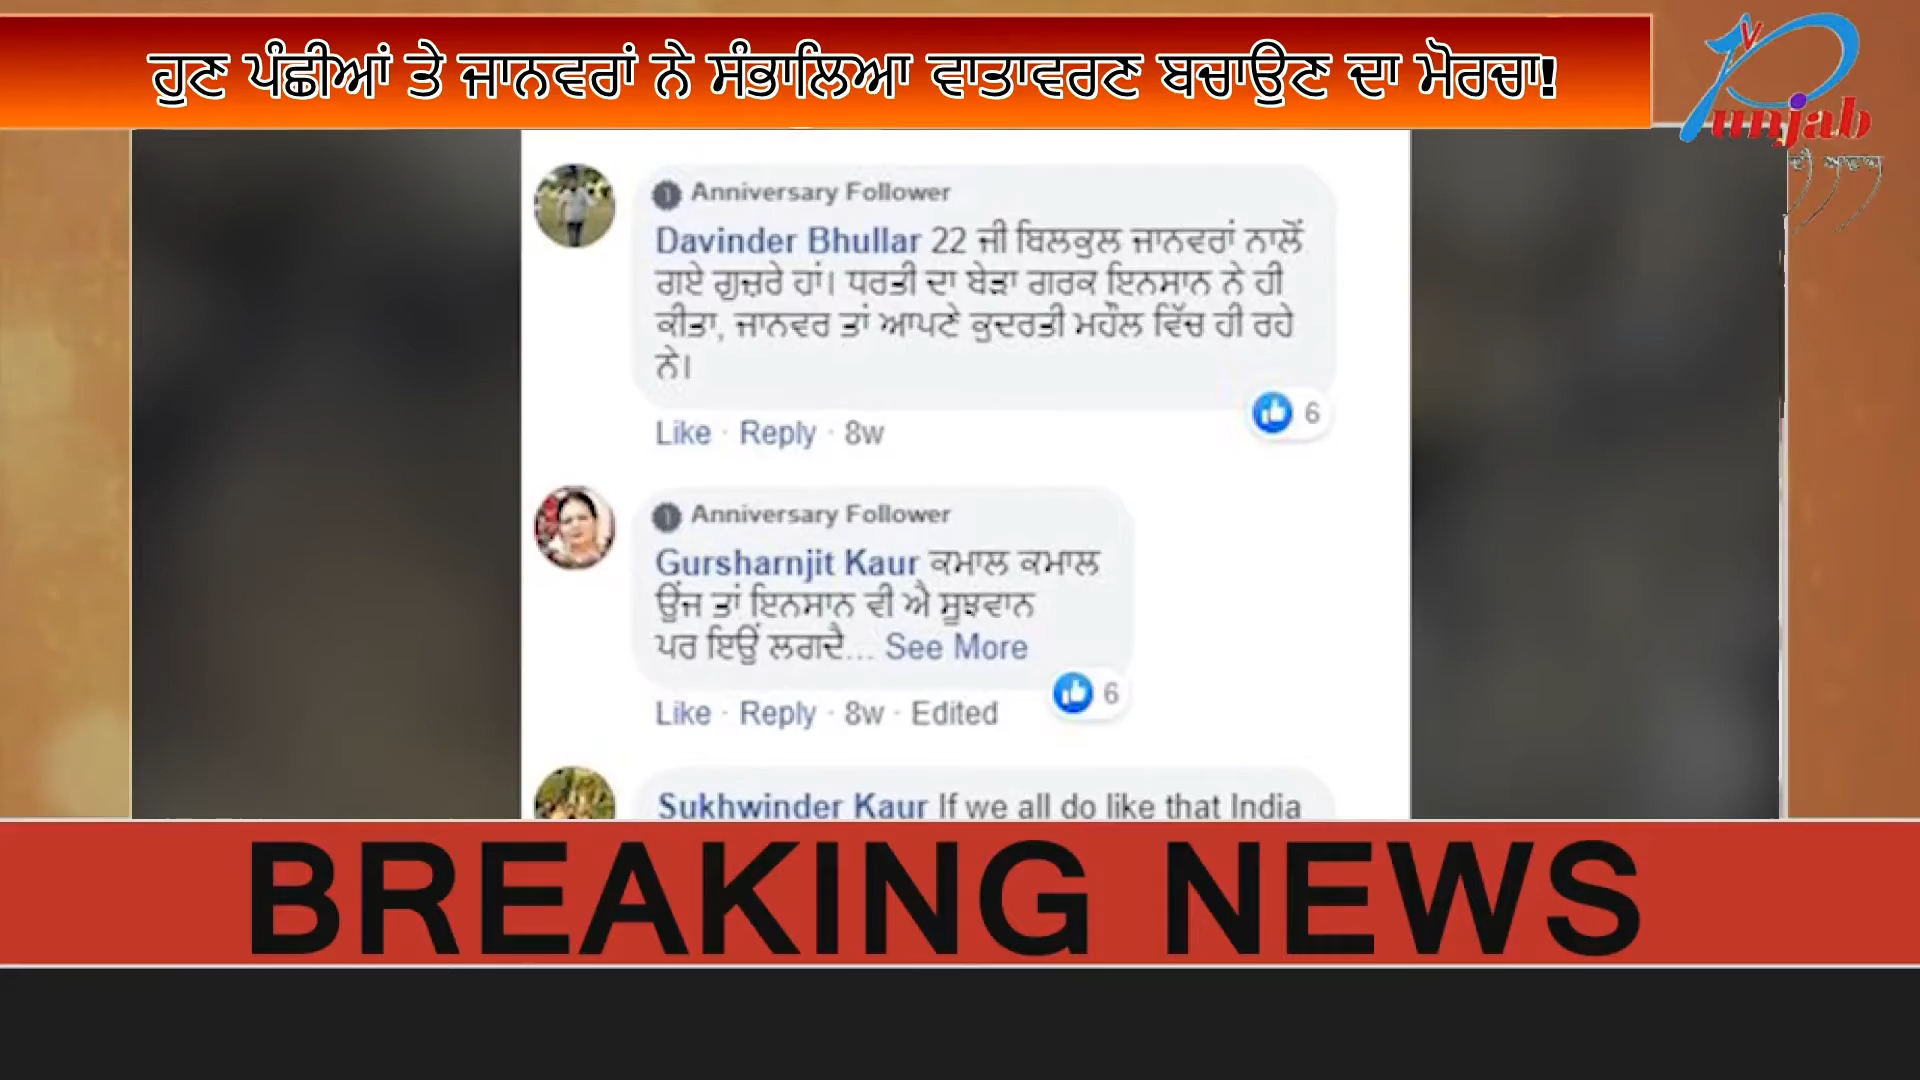 ਹੁਣ ਪੰਛੀਆਂ ਤੇ ਜਾਨਵਰਾਂ ਨੇ ਸੰਭਾਲਿਆ ਵਾਤਾਵਰਣ ਬਚਾਉਣ ਦਾ ਮੋਰਚਾ!
Punjab
Anniversary Follower
Davinder Bhullar 22 ਜੀ ਬਿਲਕੁਲ ਜਾਨਵਰਾਂ ਨਾਲੋਂ
ਗਏ ਗੁਜ਼ਰੇ ਹਾਂ। ਧਰਤੀ ਦਾ ਬੇੜਾ ਗਰਕ ਇਨਸਾਨ ਨੇ ਹੀ
ਕੀਤਾ, ਜਾਨਵਰ ਤਾਂ ਆਪਣੇ ਕੁਦਰਤੀ ਮਹੌਲ ਵਿੱਚ ਹੀ ਰਹੇ
ਨੇ।
6
Like · Reply · 8w
Anniversary Follower
Gursharnjit Kaur ਕਮਾਲ ਕਮਾਲ
ਉਂਜ ਤਾਂ ਇਨਸਾਨ ਵੀ ਐ ਸੂਝਵਾਨ
ਪਰ ਇਉਂ ਲਗਦੈ... See More
6
Like · Reply · 8w · Edited
Sukhwinder Kaur If we all do like that India
BREAKING NEWS